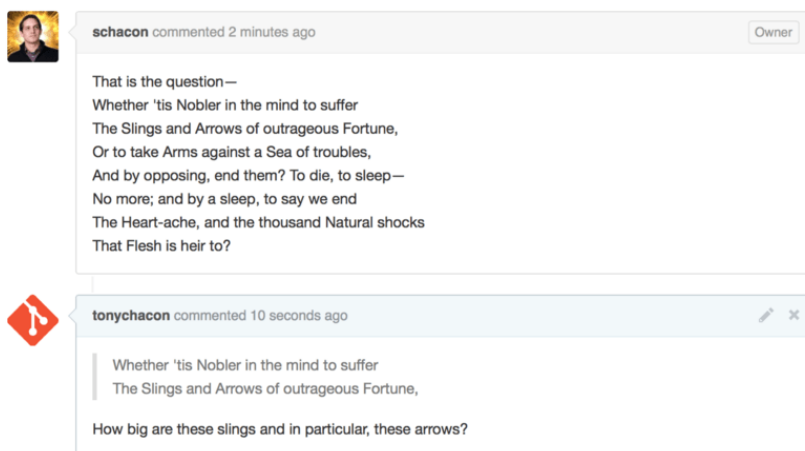 schacon commented 2 minutes ago
Owner
That is the question—
Whether 'tis Nobler in the mind to suffer
The Slings and Arrows of outrageous Fortune,
Or to take Arms against a Sea of troubles,
And by opposing, end them? To die, to sleep—
No more; and by a sleep, to say we end
The Heart-ache, and the thousand Natural shocks
That Flesh is heir to?
tonychacon commented 10 seconds ago
Whether 'tis Nobler in the mind to suffer
The Slings and Arrows of outrageous Fortune,
How big are these slings and in particular, these arrows?